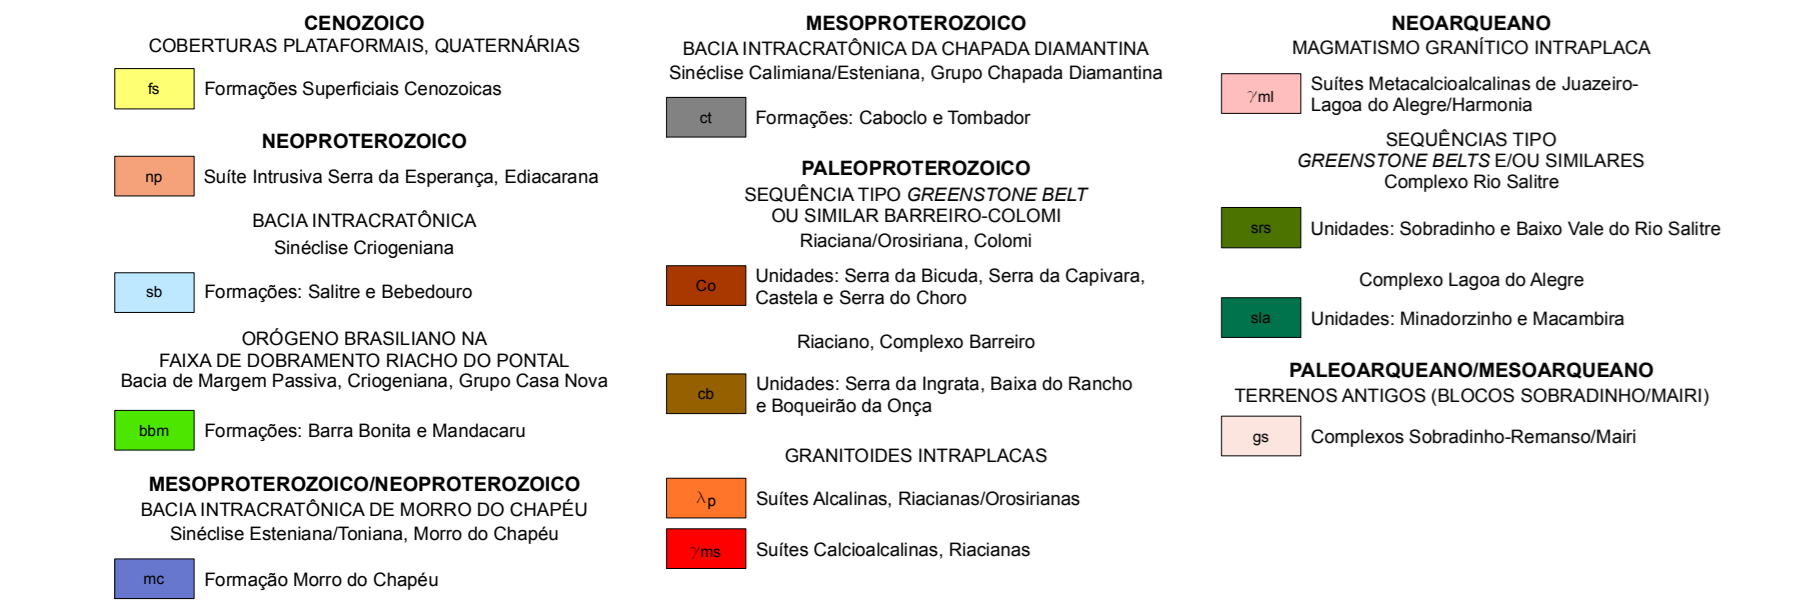 CENOZOICO
COBERTURAS PLATAFORMAIS, QUATERNÁRIAS
fs
Formações Superficiais Cenozoicas
NEOPROTEROZOICO
np
Suíte Intrusiva Serra da Esperança, Ediacarana
BACIA INTRACRATÔNICA
Sinéclise Criogeniana
sb
Formações: Salitre e Bebedouro
ORÓGENO BRASILIANO NA
FAIXA DE DOBRAMENTO RIACHO DO PONTAL
Bacia de Margem Passiva, Criogeniana, Grupo Casa Nova
bbm
Formações: Barra Bonita e Mandacaru
MESOPROTEROZOICO/NEOPROTEROZOICO
BACIA INTRACRATÔNICA DE MORRO DO CHAPÉU
Sinéclise Esteniana/Toniana, Morro do Chapéu
mc
Formação Morro do Chapéu
MESOPROTEROZOICO
BACIA INTRACRATÔNICA DA CHAPADA DIAMANTINA
Sinéclise Calimiana/Esteniana, Grupo Chapada Diamantina
ct
Formações: Caboclo e Tombador
PALEOPROTEROZOICO
SEQUÊNCIA TIPO GREENSTONE BELT
OU SIMILAR BARREIRO-COLOMI
Riaciana/Orosiriana, Colomi
Co
Unidades: Serra da Bicuda, Serra da Capivara,
Castela e Serra do Choro
Riaciano, Complexo Barreiro
cb
Unidades: Serra da Ingrata, Baixa do Rancho
e Boqueirão da Onça
GRANITOIDES INTRAPLACAS
λp
Suítes Alcalinas, Riacianas/Orosirianas
γms
Suítes Calcioalcalinas, Riacianas
NEOARQUEANO
MAGMATISMO GRANÍTICO INTRAPLACA
γml
Suítes Metacalcioalcalinas de Juazeiro-
Lagoa do Alegre/Harmonia
SEQUÊNCIAS TIPO
GREENSTONE BELTS E/OU SIMILARES
Complexo Rio Salitre
srs
Unidades: Sobradinho e Baixo Vale do Rio Salitre
Complexo Lagoa do Alegre
sla
Unidades: Minadorzinho e Macambira
PALEOARQUEANO/MESOARQUEANO
TERRENOS ANTIGOS (BLOCOS SOBRADINHO/MAIRI)
gs
Complexos Sobradinho-Remanso/Mairi